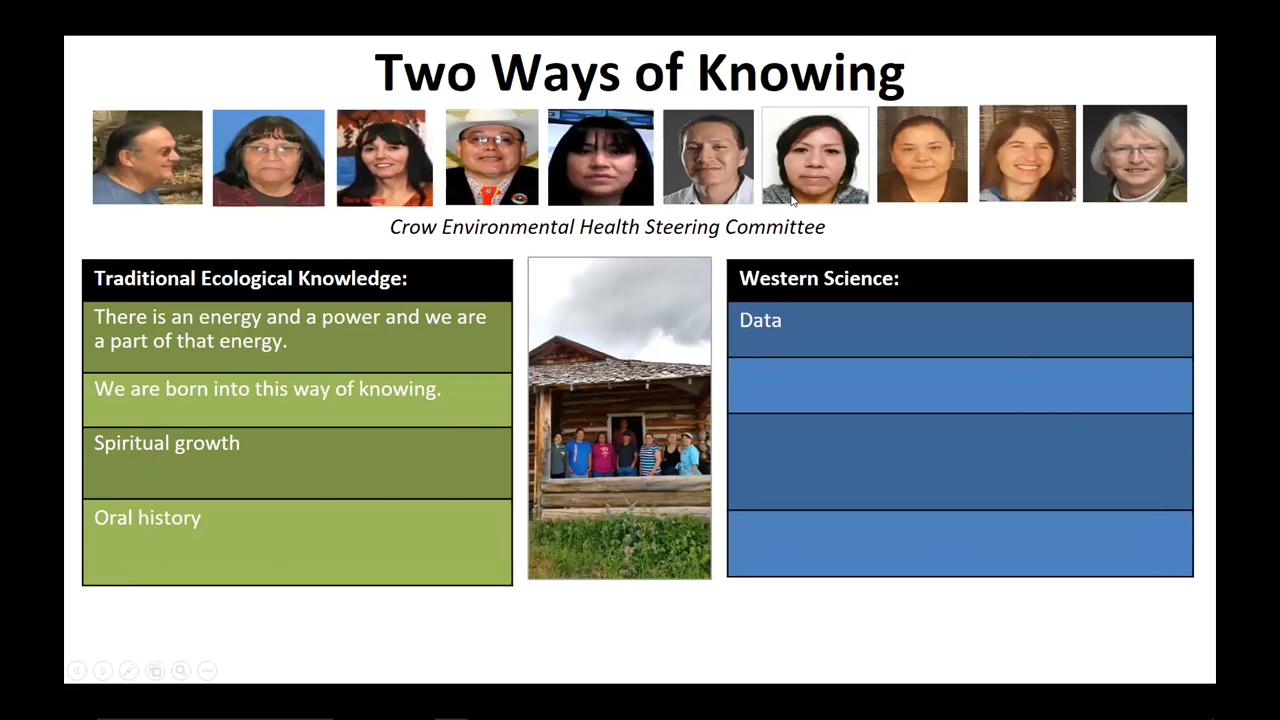 Two Ways of Knowing
Crow Environmental Health Steering Committee
Traditional Ecological Knowledge:
There is an energy and a power and we are
a part of that energy.
We are born into this way of knowing.
Spiritual growth
Oral history
Western Science:
Data